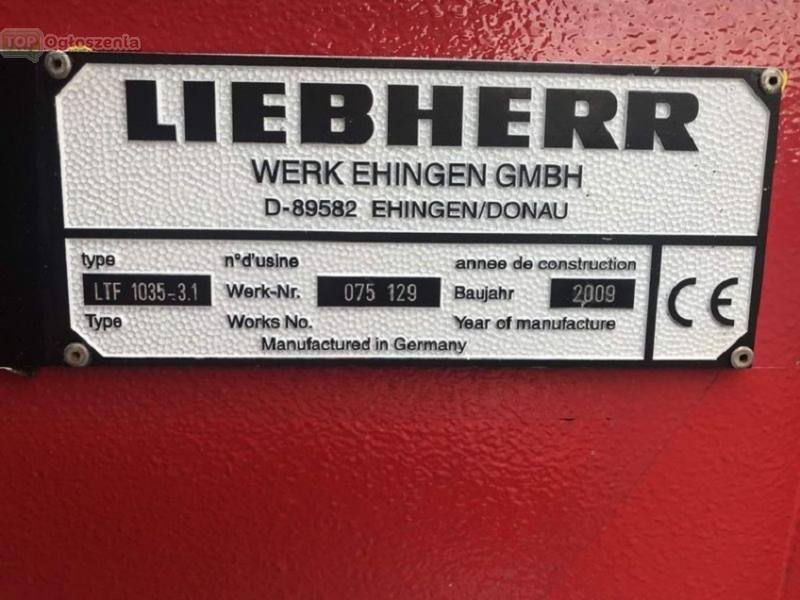 TOP Ogłoszenia
LIEBHERR
WERK EHINGEN GMBH
D-89582 EHINGEN/DONAU
type n°d'usine annee de construction
LTF 1035-3.1 Werk-Nr. 075 129 Baujahr 2009
Type Works No. Year of manufacture
Manufactured in Germany
CE